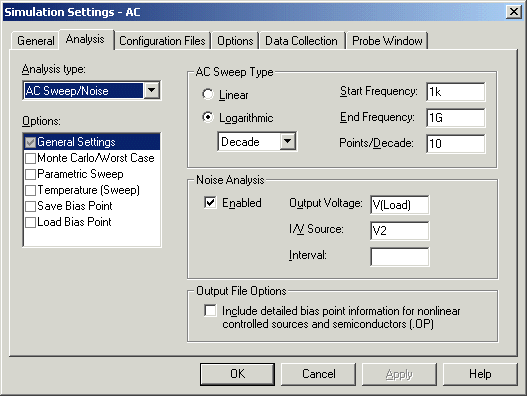 Simulation Settings - AC
General Analysis Configuration Files Options Data Collection Probe Window
Analysis type:
AC Sweep/Noise
Options:
General Settings
Monte Carlo/Worst Case
Parametric Sweep
Temperature (Sweep)
Save Bias Point
Load Bias Point
AC Sweep Type
Linear
Logarithmic
Decade
Start Frequency: 1k
End Frequency: 1G
Points/Decade: 10
Noise Analysis
Enabled
Output Voltage: V(Load)
I/V Source: V2
Interval:
Output File Options
Include detailed bias point information for nonlinear
controlled sources and semiconductors (.OP)
OK Cancel Apply Help